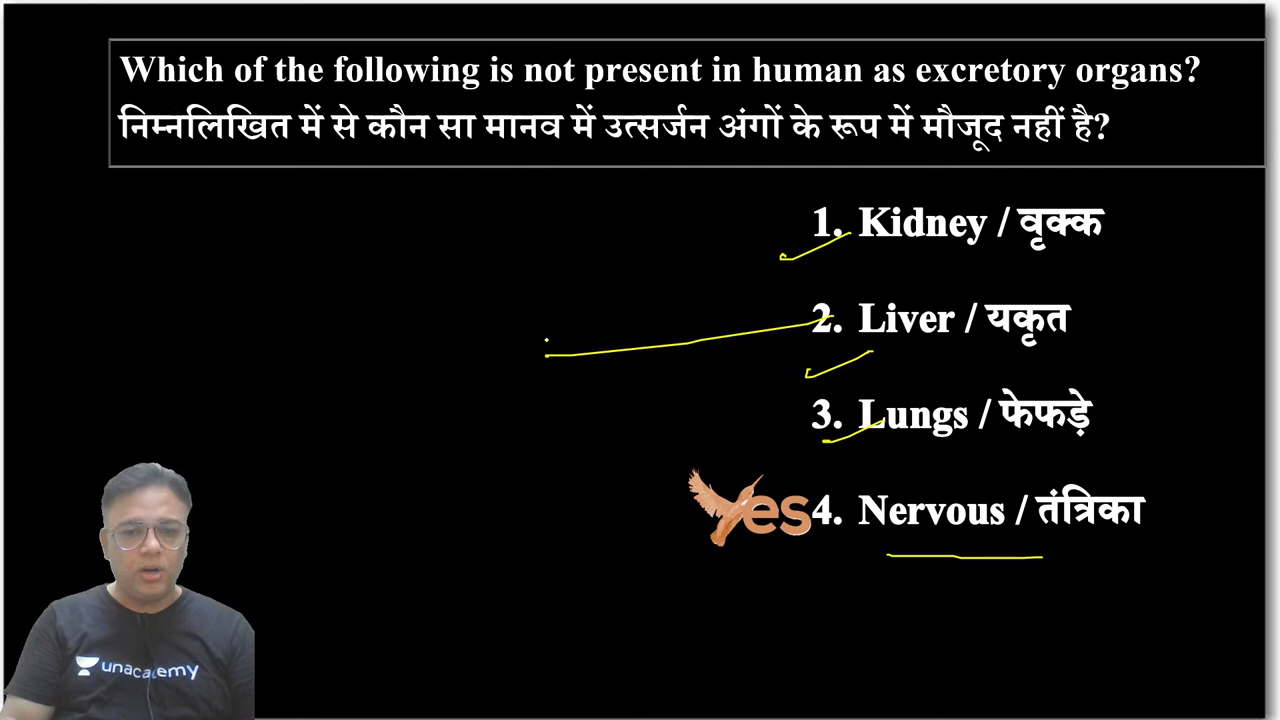 Which of the following is not present in human as excretory organs?
निम्नलिखित में से कौन सा मानव में उत्सर्जन अंगों के रूप में मौजूद नहीं है?
1. Kidney / वृक्क
2. Liver / यकृत
3. Lungs / फेफड़े
Yes 4. Nervous / तंत्रिका
unacademy